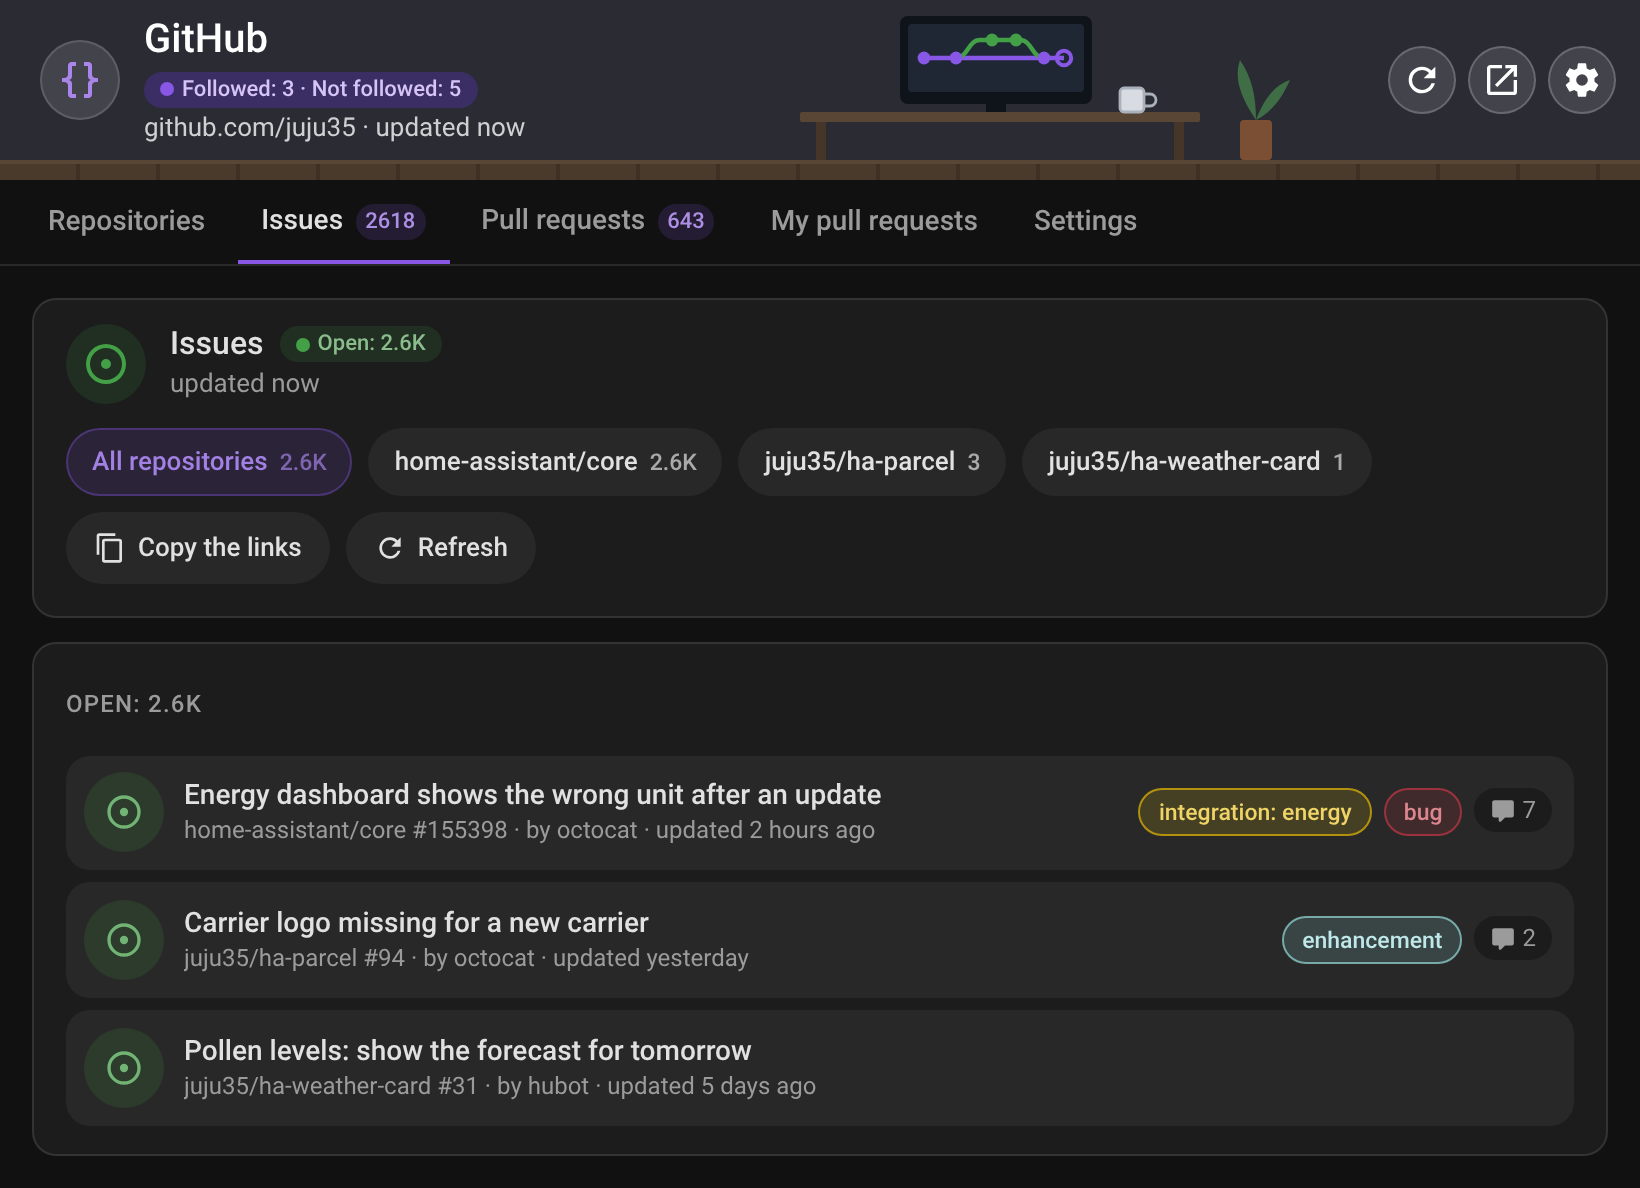 GitHub
Followed: 3 · Not followed: 5
github.com/juju35 · updated now
Repositories
Issues 2618
Pull requests 643
My pull requests
Settings
Issues
Open: 2.6K
updated now
All repositories 2.6K
home-assistant/core 2.6K
juju35/ha-parcel 3
juju35/ha-weather-card 1
Copy the links
Refresh
OPEN: 2.6K
Energy dashboard shows the wrong unit after an update
home-assistant/core #155398 · by octocat · updated 2 hours ago
integration: energy
bug
7
Carrier logo missing for a new carrier
juju35/ha-parcel #94 · by octocat · updated yesterday
enhancement
2
Pollen levels: show the forecast for tomorrow
juju35/ha-weather-card #31 · by hubot · updated 5 days ago